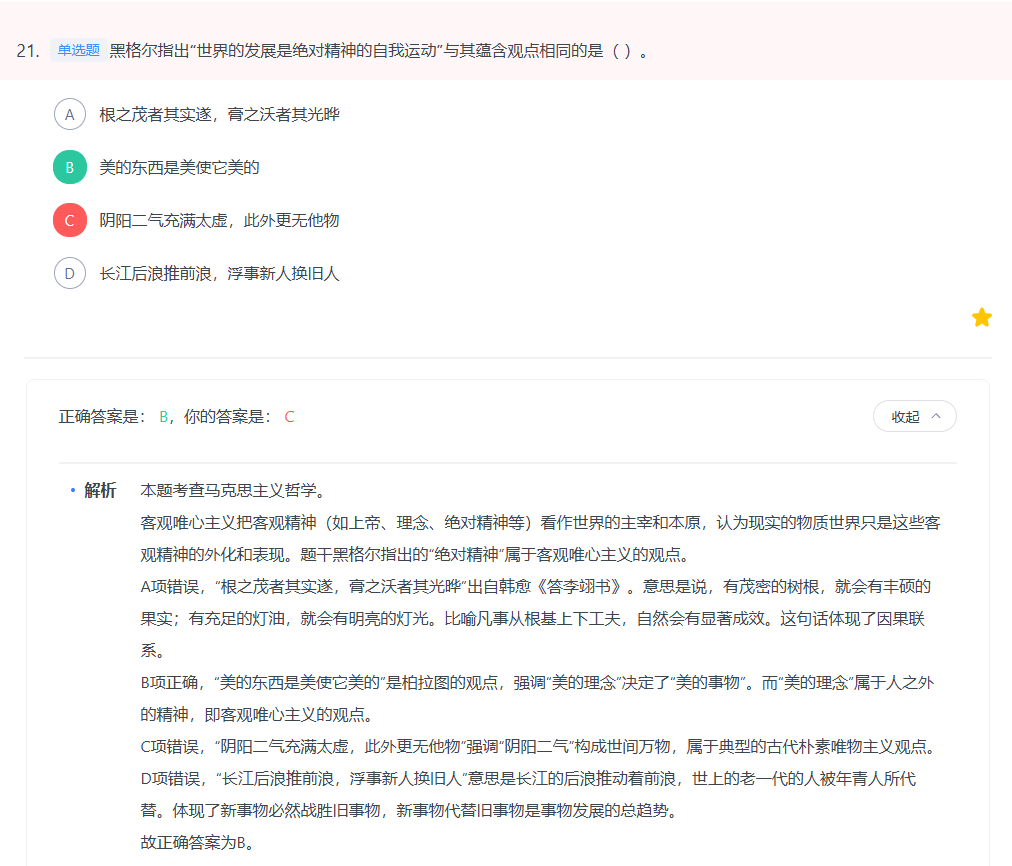 21. 单选题 黑格尔指出“世界的发展是绝对精神的自我运动”与其蕴含观点相同的是（ ）。
A 根之茂者其实遂，膏之沃者其光晔
B 美的东西是美使它美的
C 阴阳二气充满太虚，此外更无他物
D 长江后浪推前浪，浮事新人换旧人
正确答案是： B，你的答案是： C
收起
• 解析 本题考查马克思主义哲学。
客观唯心主义把客观精神（如上帝、理念、绝对精神等）看作世界的主宰和本原，认为现实的物质世界只是这些客
观精神的外化和表现。题干黑格尔指出的“绝对精神”属于客观唯心主义的观点。
A项错误，“根之茂者其实遂，膏之沃者其光晔”出自韩愈《答李翊书》。意思是说，有茂密的树根，就会有丰硕的
果实；有充足的灯油，就会有明亮的灯光。比喻凡事从根基上下工夫，自然会有显著成效。这句话体现了因果联
系。
B项正确，“美的东西是美使它美的”是柏拉图的观点，强调“美的理念”决定了“美的事物”。而“美的理念”属于人之外
的精神，即客观唯心主义的观点。
C项错误，“阴阳二气充满太虚，此外更无他物”强调“阴阳二气”构成世间万物，属于典型的古代朴素唯物主义观点。
D项错误，“长江后浪推前浪，浮事新人换旧人”意思是长江的后浪推动着前浪，世上的老一代的人被年青人所代
替。体现了新事物必然战胜旧事物，新事物代替旧事物是事物发展的总趋势。
故正确答案为B。